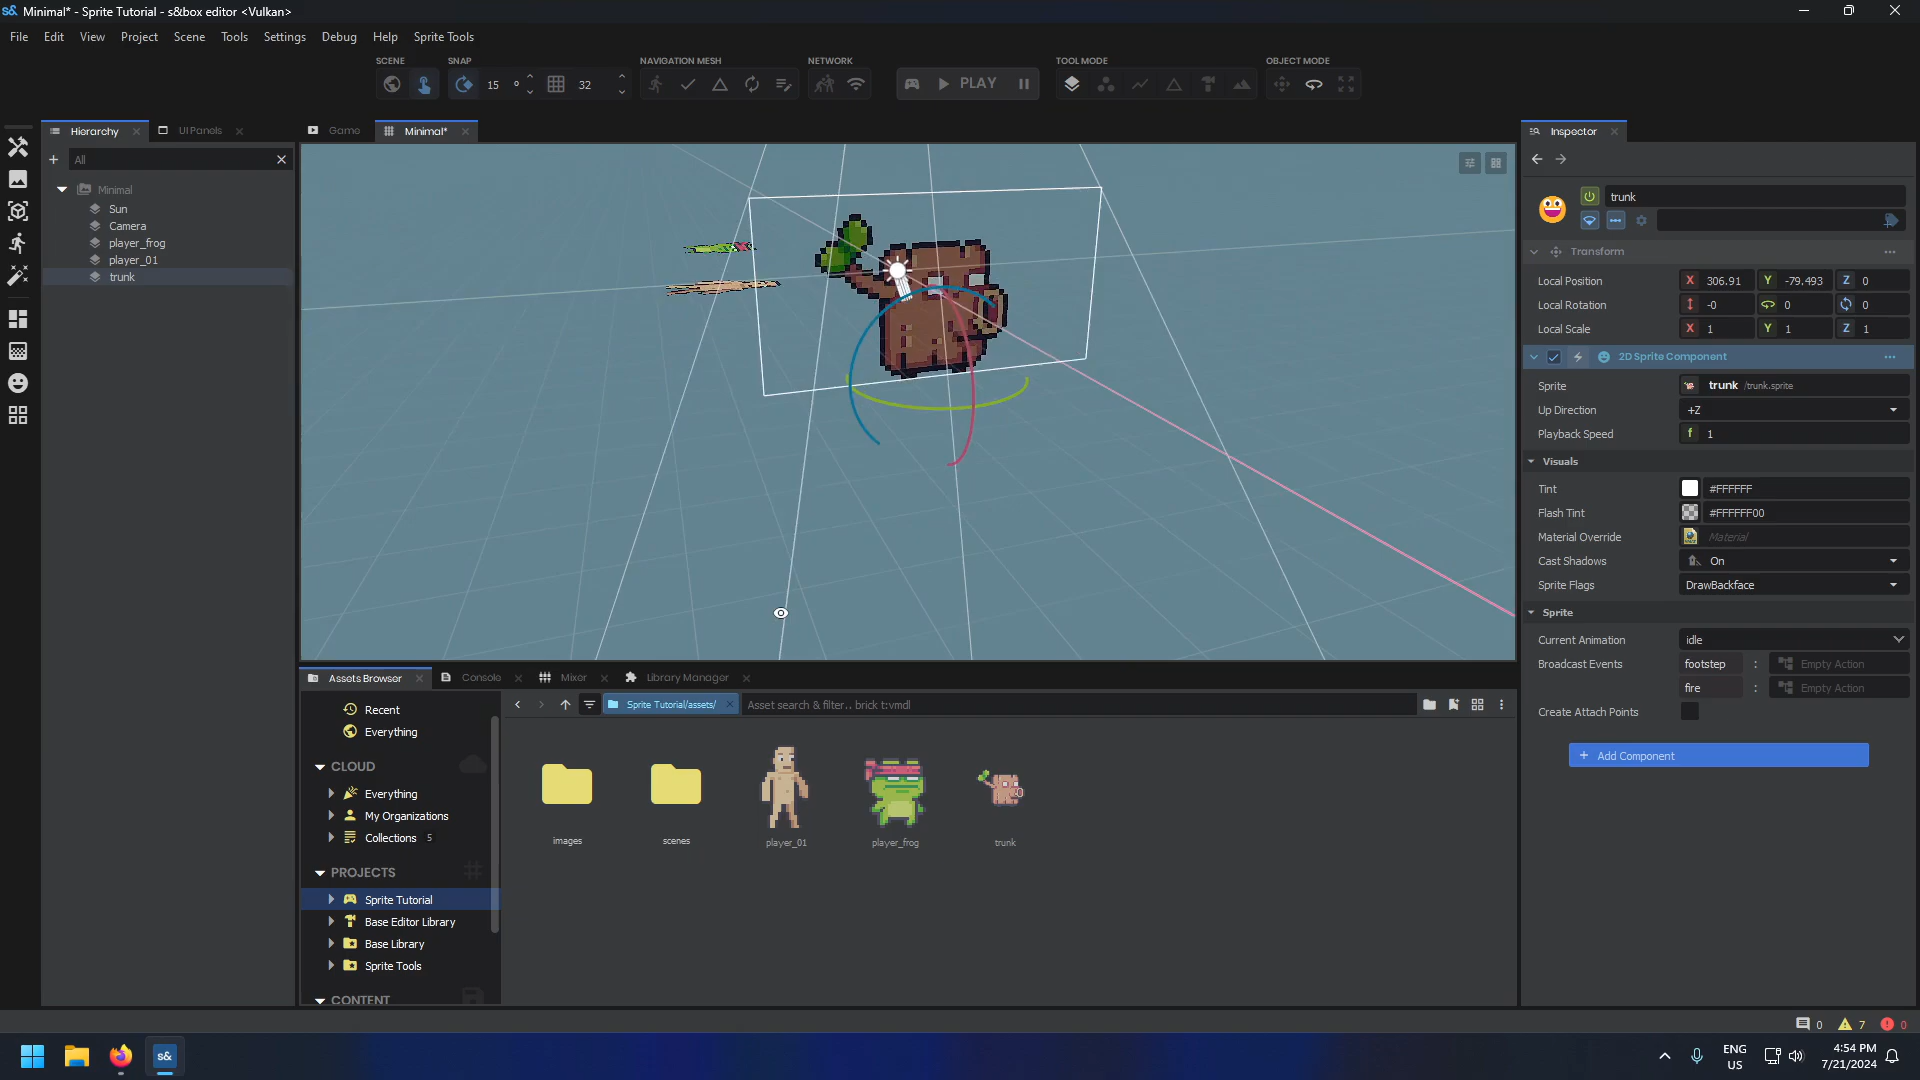 Minimal* - Sprite Tutorial - s&box editor <Vulkan>
File Edit View Project Scene Tools Settings Debug Help Sprite Tools
SCENE SNAP NAVIGATION MESH NETWORK TOOL MODE OBJECT MODE
15 ° 32 PLAY
Hierarchy UI Panels Game Minimal* Inspector
All
Minimal
Sun
Camera
player_frog
player_01
trunk
trunk
Transform
Local Position X 306.91 Y -79.493 Z 0
Local Rotation -0 0 0
Local Scale X 1 Y 1 Z 1
2D Sprite Component
Sprite trunk /trunk.sprite
Up Direction +Z
Playback Speed f 1
Visuals
Tint #FFFFFF
Flash Tint #FFFFFF00
Material Override Material
Cast Shadows On
Sprite Flags DrawBackface
Sprite
Current Animation idle
Broadcast Events footstep : Empty Action
fire : Empty Action
Create Attach Points
+ Add Component
Assets Browser Console Mixer Library Manager
Sprite Tutorial/assets/ Asset search & filter.. brick t:vmdl
Recent
Everything
CLOUD
Everything
My Organizations
Collections 5
PROJECTS
Sprite Tutorial
Base Editor Library
Base Library
Sprite Tools
CONTENT
images scenes player_01 player_frog trunk
0 7 0
s&
ENG
US
4:54 PM
7/21/2024